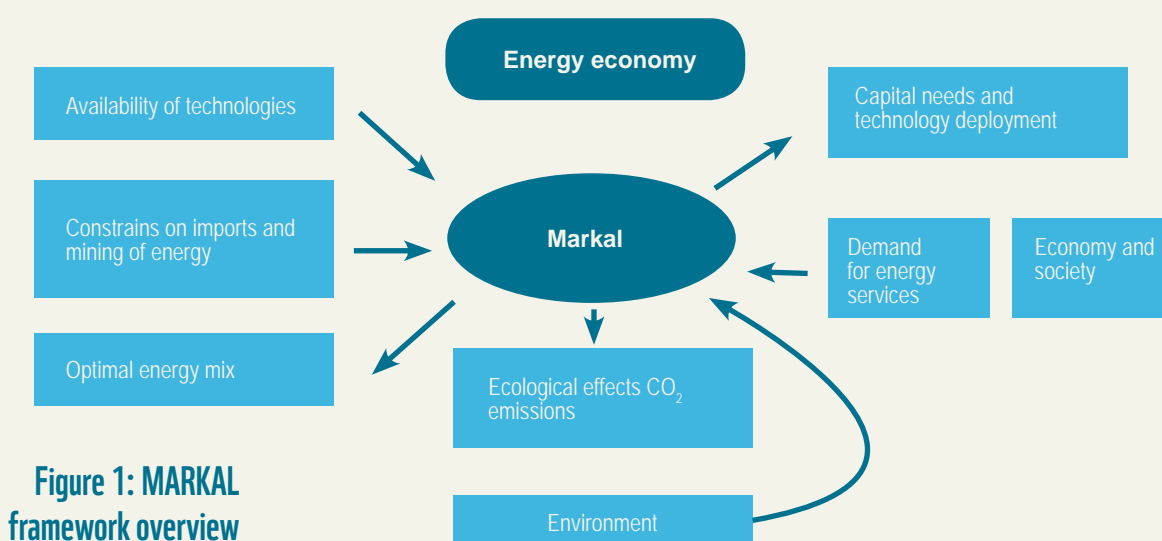 Energy economy
Availability of technologies
Capital needs and
technology deployment
Constrains on imports and
mining of energy
Markal
Demand
for energy
services
Economy and
society
Optimal energy mix
Ecological effects CO₂
emissions
Figure 1: MARKAL
framework overview
Environment